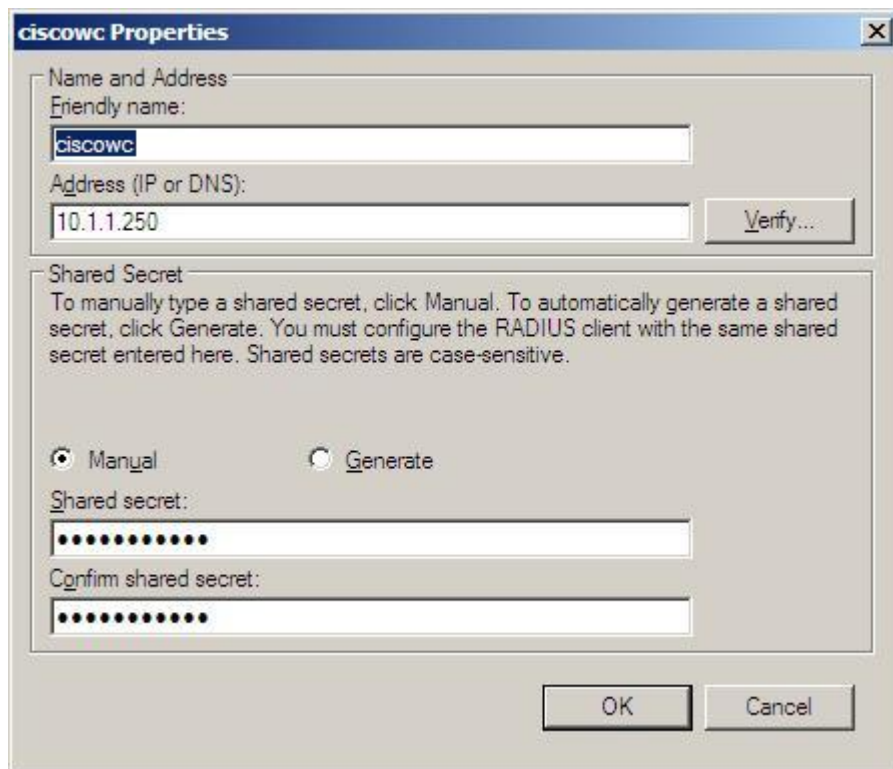 ciscowc Properties
Name and Address
Friendly name:
ciscowc
Address (IP or DNS):
10.1.1.250
Verify...
Shared Secret
To manually type a shared secret, click Manual. To automatically generate a shared
secret, click Generate. You must configure the RADIUS client with the same shared
secret entered here. Shared secrets are case-sensitive.
Manual
Generate
Shared secret:
•••••••••••
Confirm shared secret:
•••••••••••
OK
Cancel